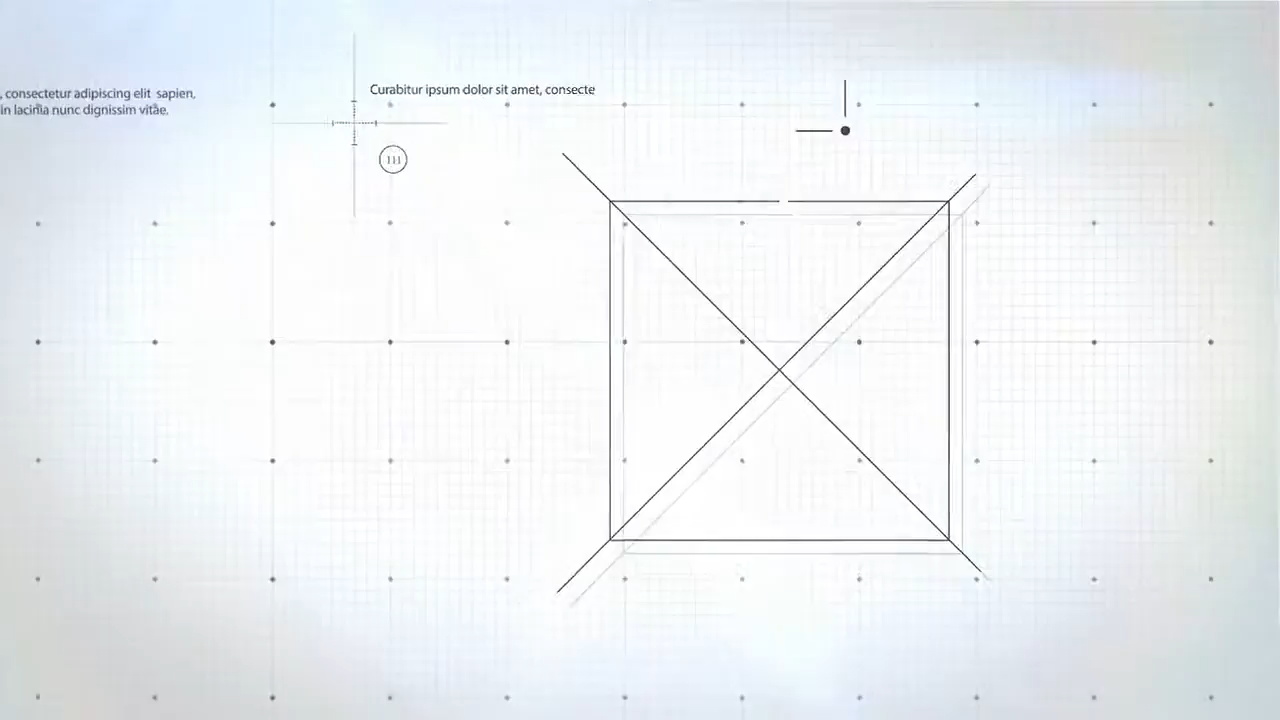 , consectetur adipiscing elit sapien,
in lacinia nunc dignissim vitae.
Curabitur ipsum dolor sit amet, consecte